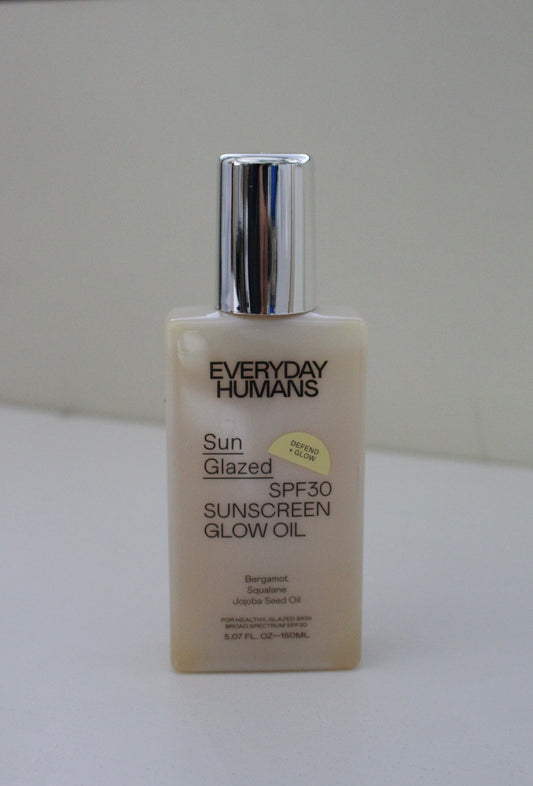 EVERYDAY
HUMANS
Sun
Glazed
DEFEND
+ GLOW
SPF30
SUNSCREEN
GLOW OIL
Bergamot
Squalane
Jojoba Seed Oil
FOR HEALTHY, GLAZED SKIN
BROAD SPECTRUM SPF30
5.07 FL. OZ—150ML